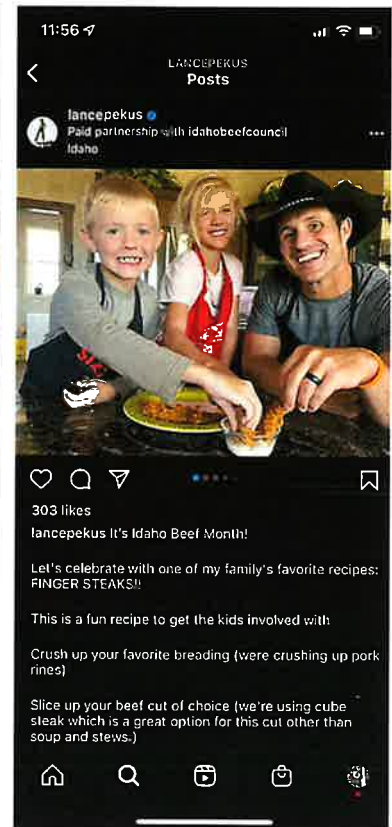 11:56
LANCEPEKUS
Posts
lancepekus
Paid partnership with idahobeefcouncil
Idaho
303 likes
lancepekus It's Idaho Beef Month!
Let's celebrate with one of my family's favorite recipes:
FINGER STEAKS!!
This is a fun recipe to get the kids involved with
Crush up your favorite breading (were crushing up pork
rines)
Slice up your beef cut of choice (we're using cube
steak which is a great option for this cut other than
soup and stews.)